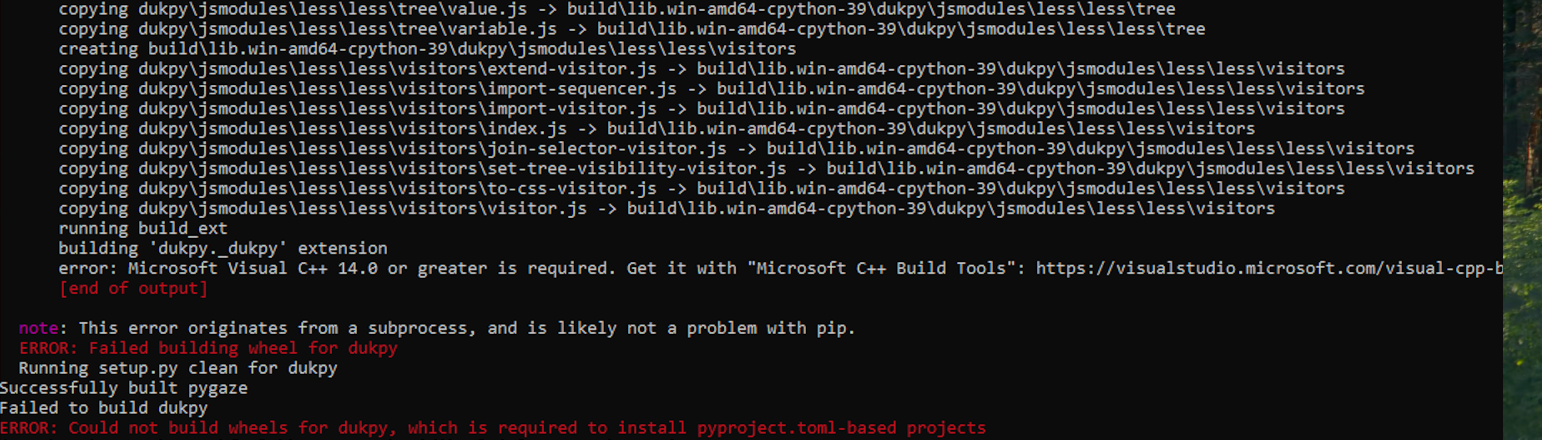 copying dukpy\jsmodules\less\less\tree\value.js -> build\lib.win-amd64-cpython-39\dukpy\jsmodules\less\less\tree
copying dukpy\jsmodules\less\less\tree\variable.js -> build\lib.win-amd64-cpython-39\dukpy\jsmodules\less\less\tree
creating build\lib.win-amd64-cpython-39\dukpy\jsmodules\less\less\visitors
copying dukpy\jsmodules\less\less\visitors\extend-visitor.js -> build\lib.win-amd64-cpython-39\dukpy\jsmodules\less\less\visitors
copying dukpy\jsmodules\less\less\visitors\import-sequencer.js -> build\lib.win-amd64-cpython-39\dukpy\jsmodules\less\less\visitors
copying dukpy\jsmodules\less\less\visitors\import-visitor.js -> build\lib.win-amd64-cpython-39\dukpy\jsmodules\less\less\visitors
copying dukpy\jsmodules\less\less\visitors\index.js -> build\lib.win-amd64-cpython-39\dukpy\jsmodules\less\less\visitors
copying dukpy\jsmodules\less\less\visitors\join-selector-visitor.js -> build\lib.win-amd64-cpython-39\dukpy\jsmodules\less\less\visitors
copying dukpy\jsmodules\less\less\visitors\set-tree-visibility-visitor.js -> build\lib.win-amd64-cpython-39\dukpy\jsmodules\less\less\visitors
copying dukpy\jsmodules\less\less\visitors\to-css-visitor.js -> build\lib.win-amd64-cpython-39\dukpy\jsmodules\less\less\visitors
copying dukpy\jsmodules\less\less\visitors\visitor.js -> build\lib.win-amd64-cpython-39\dukpy\jsmodules\less\less\visitors
running build_ext
building 'dukpy._dukpy' extension
error: Microsoft Visual C++ 14.0 or greater is required. Get it with "Microsoft C++ Build Tools": https://visualstudio.microsoft.com/visual-cpp-b
[end of output]
note: This error originates from a subprocess, and is likely not a problem with pip.
ERROR: Failed building wheel for dukpy
Running setup.py clean for dukpy
Successfully built pygaze
Failed to build dukpy
ERROR: Could not build wheels for dukpy, which is required to install pyproject.toml-based projects